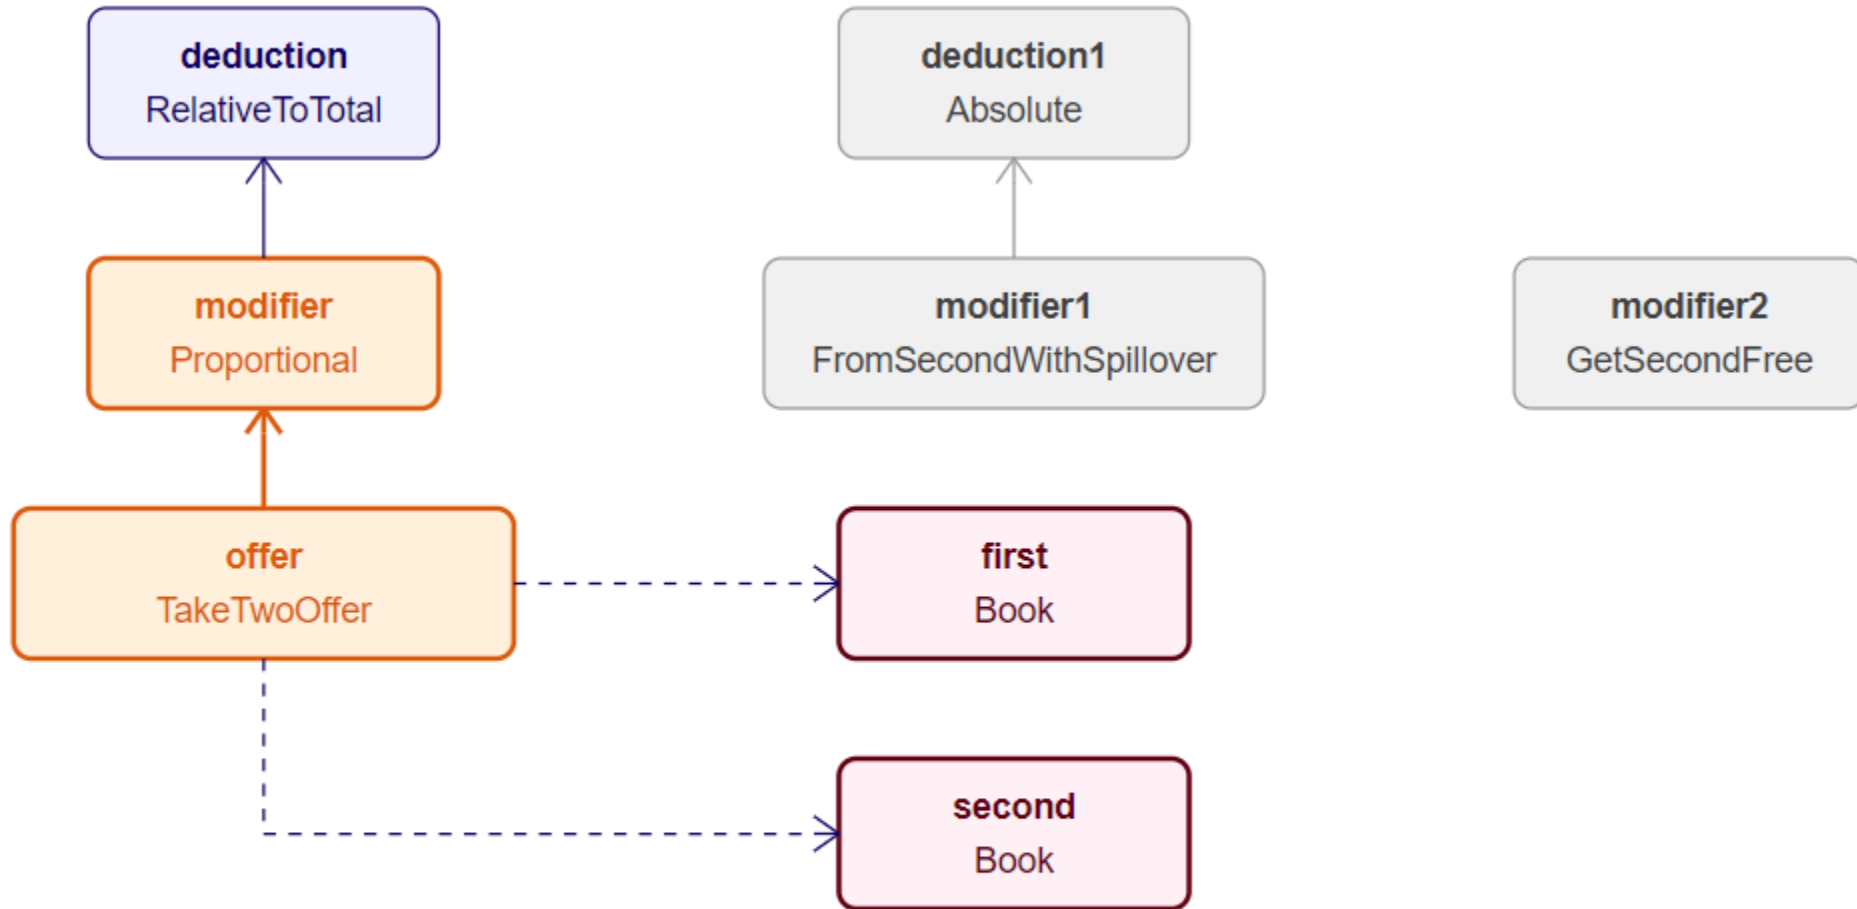 deduction
RelativeToTotal
deduction1
Absolute
modifier
Proportional
modifier1
FromSecondWithSpillover
modifier2
GetSecondFree
offer
TakeTwoOffer
first
Book
second
Book